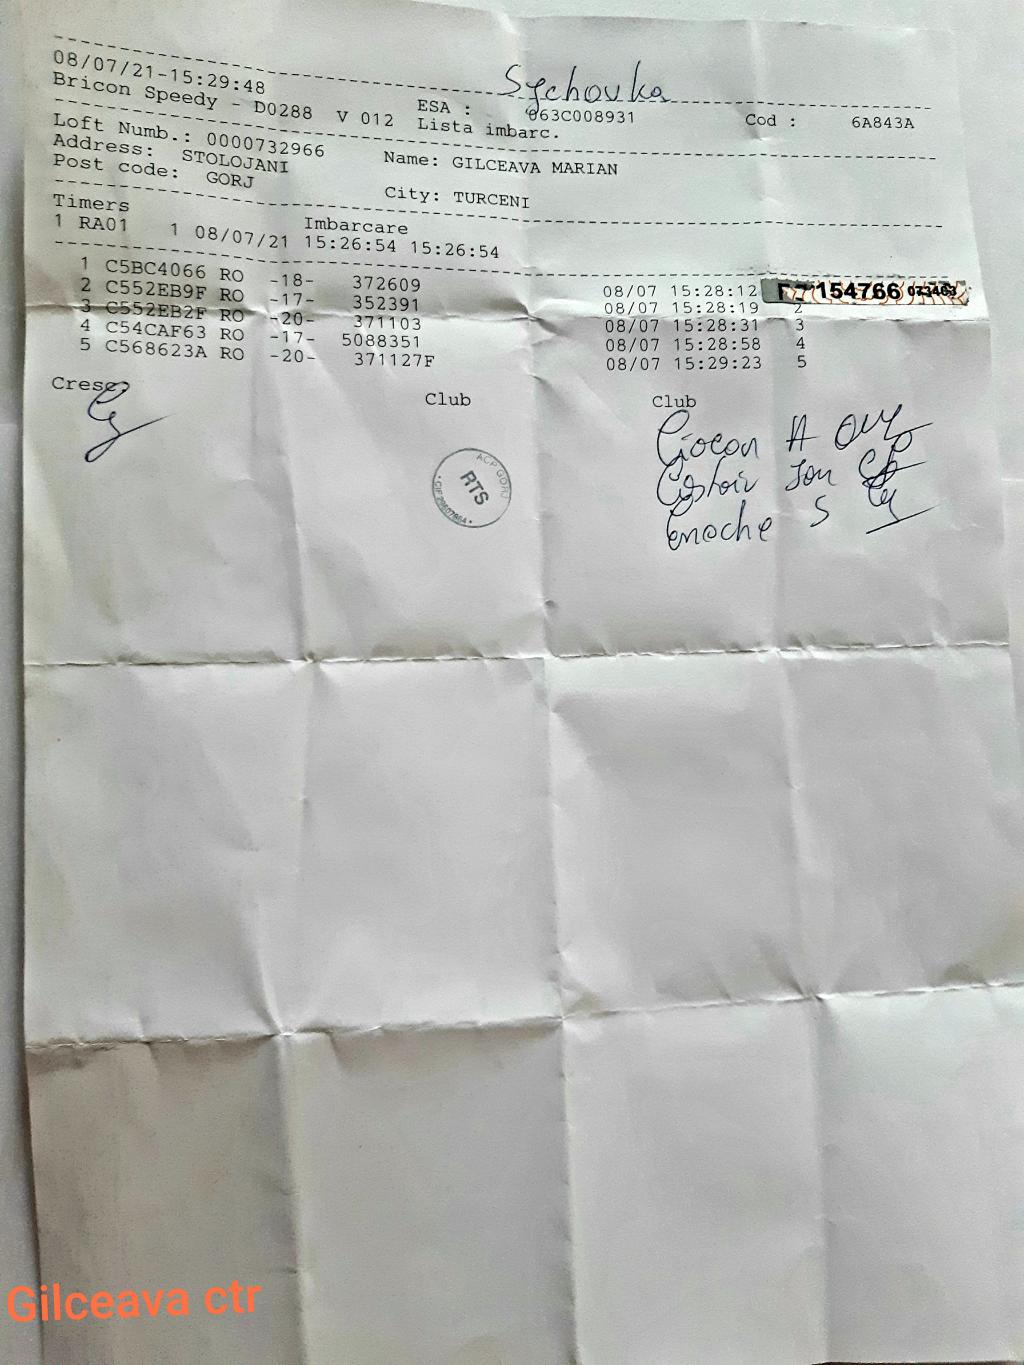 Sychovka
08/07/21-15:29:48
Bricon Speedy - D0288 V 012 ESA : 063C008931 Cod : 6A843A
Lista imbarc.
Loft Numb.: 0000732966 Name: GILCEAVA MARIAN
Address: STOLOJANI
Post code: GORJ City: TURCENI
Timers Imbarcare
1 RA01 1 08/07/21 15:26:54 15:26:54
1 C5BC4066 RO -18- 372609 08/07 15:28:12 154766 073463
2 C552EB9F RO -17- 352391 08/07 15:28:19 2
3 C552EB2F RO -20- 371103 08/07 15:28:31 3
4 C54CAF63 RO -17- 5088351 08/07 15:28:58 4
5 C568623A RO -20- 371127F 08/07 15:29:23 5
Cresc. Club Club
ACP GORJ
RTS
Ion
Enoche S
Gilceava ctr